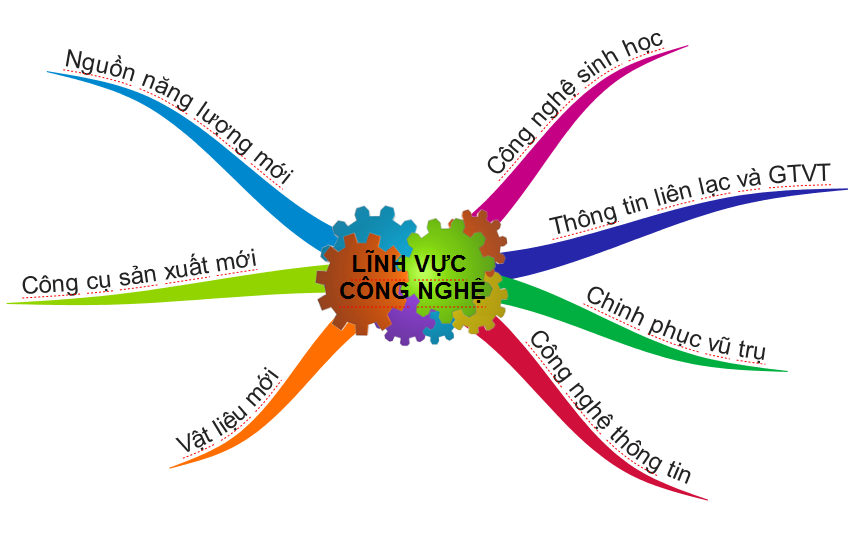 Nguồn năng lượng mới
Công nghệ sinh học
Thông tin liên lạc và GTVT
Công cụ sản xuất mới
LĨNH VỰC
CÔNG NGHỆ
Chinh phục vũ trụ
Vật liệu mới
Công nghệ thông tin